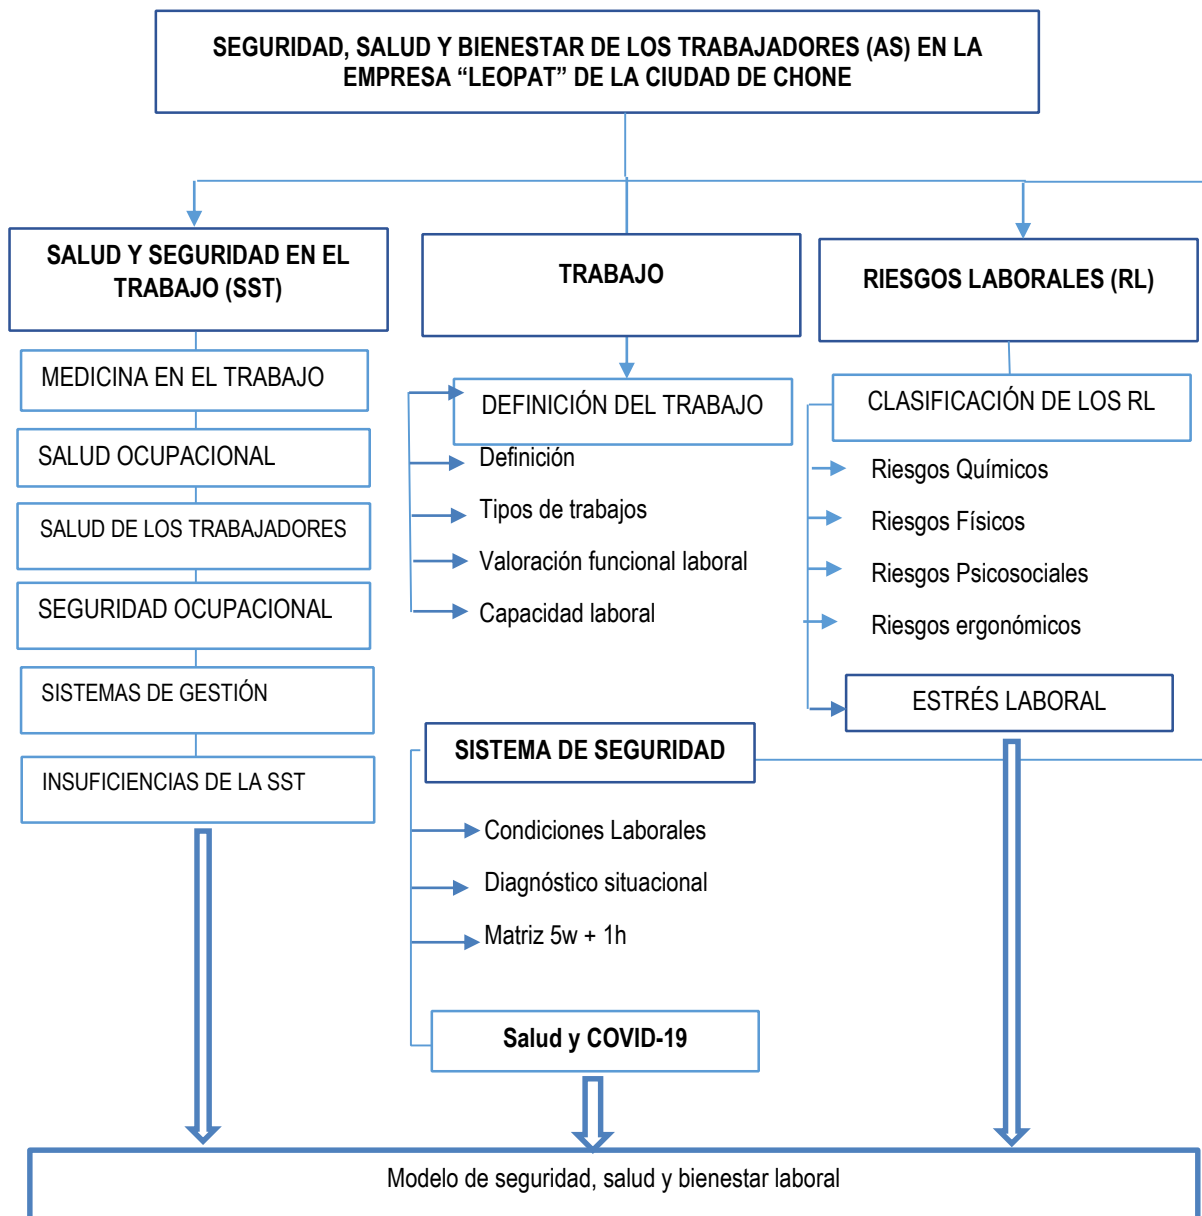 SEGURIDAD, SALUD Y BIENESTAR DE LOS TRABAJADORES (AS) EN LA
EMPRESA “LEOPAT” DE LA CIUDAD DE CHONE
SALUD Y SEGURIDAD EN EL
TRABAJO (SST)
MEDICINA EN EL TRABAJO
SALUD OCUPACIONAL
SALUD DE LOS TRABAJADORES
SEGURIDAD OCUPACIONAL
SISTEMAS DE GESTIÓN
INSUFICIENCIAS DE LA SST
TRABAJO
DEFINICIÓN DEL TRABAJO
Definición
Tipos de trabajos
Valoración funcional laboral
Capacidad laboral
RIESGOS LABORALES (RL)
CLASIFICACIÓN DE LOS RL
Riesgos Químicos
Riesgos Físicos
Riesgos Psicosociales
Riesgos ergonómicos
ESTRÉS LABORAL
SISTEMA DE SEGURIDAD
Condiciones Laborales
Diagnóstico situacional
Matriz 5w + 1h
Salud y COVID-19
Modelo de seguridad, salud y bienestar laboral